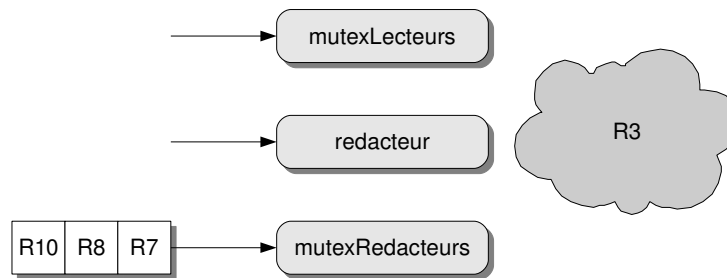 mutexLecteurs
redacteur
R3
R10 R8 R7
mutexRedacteurs